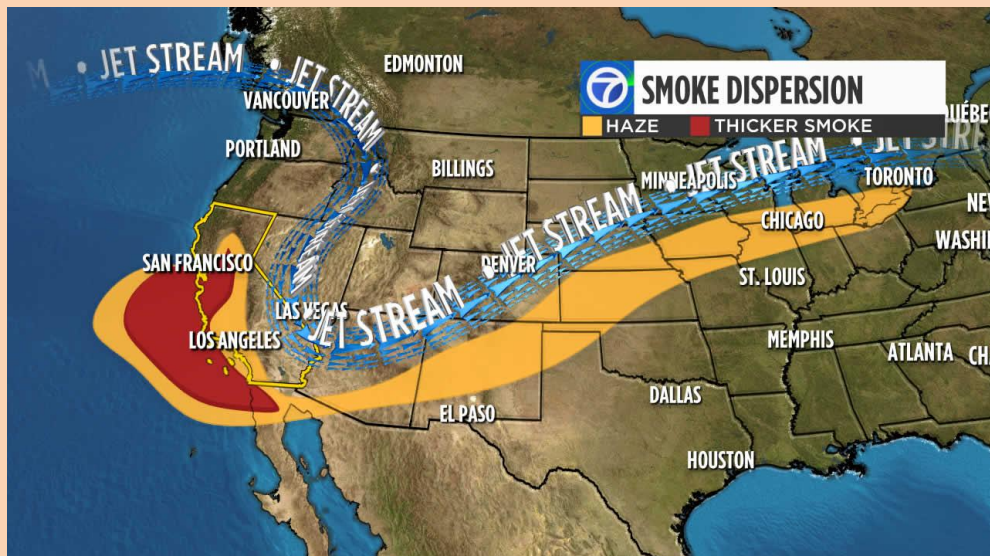 JET STREAM
JET STREAM
EDMONTON
7 SMOKE DISPERSION
HAZE
THICKER SMOKE
VANCOUVER
PORTLAND
BILLINGS
MINNEAPOLIS
JET STREAM
TORONTO
CHICAGO
JET STREAM
DENVER
SAN FRANCISCO
ST. LOUIS
LAS VEGAS
JET STREAM
LOS ANGELES
MEMPHIS
ATLANTA
EL PASO
DALLAS
HOUSTON